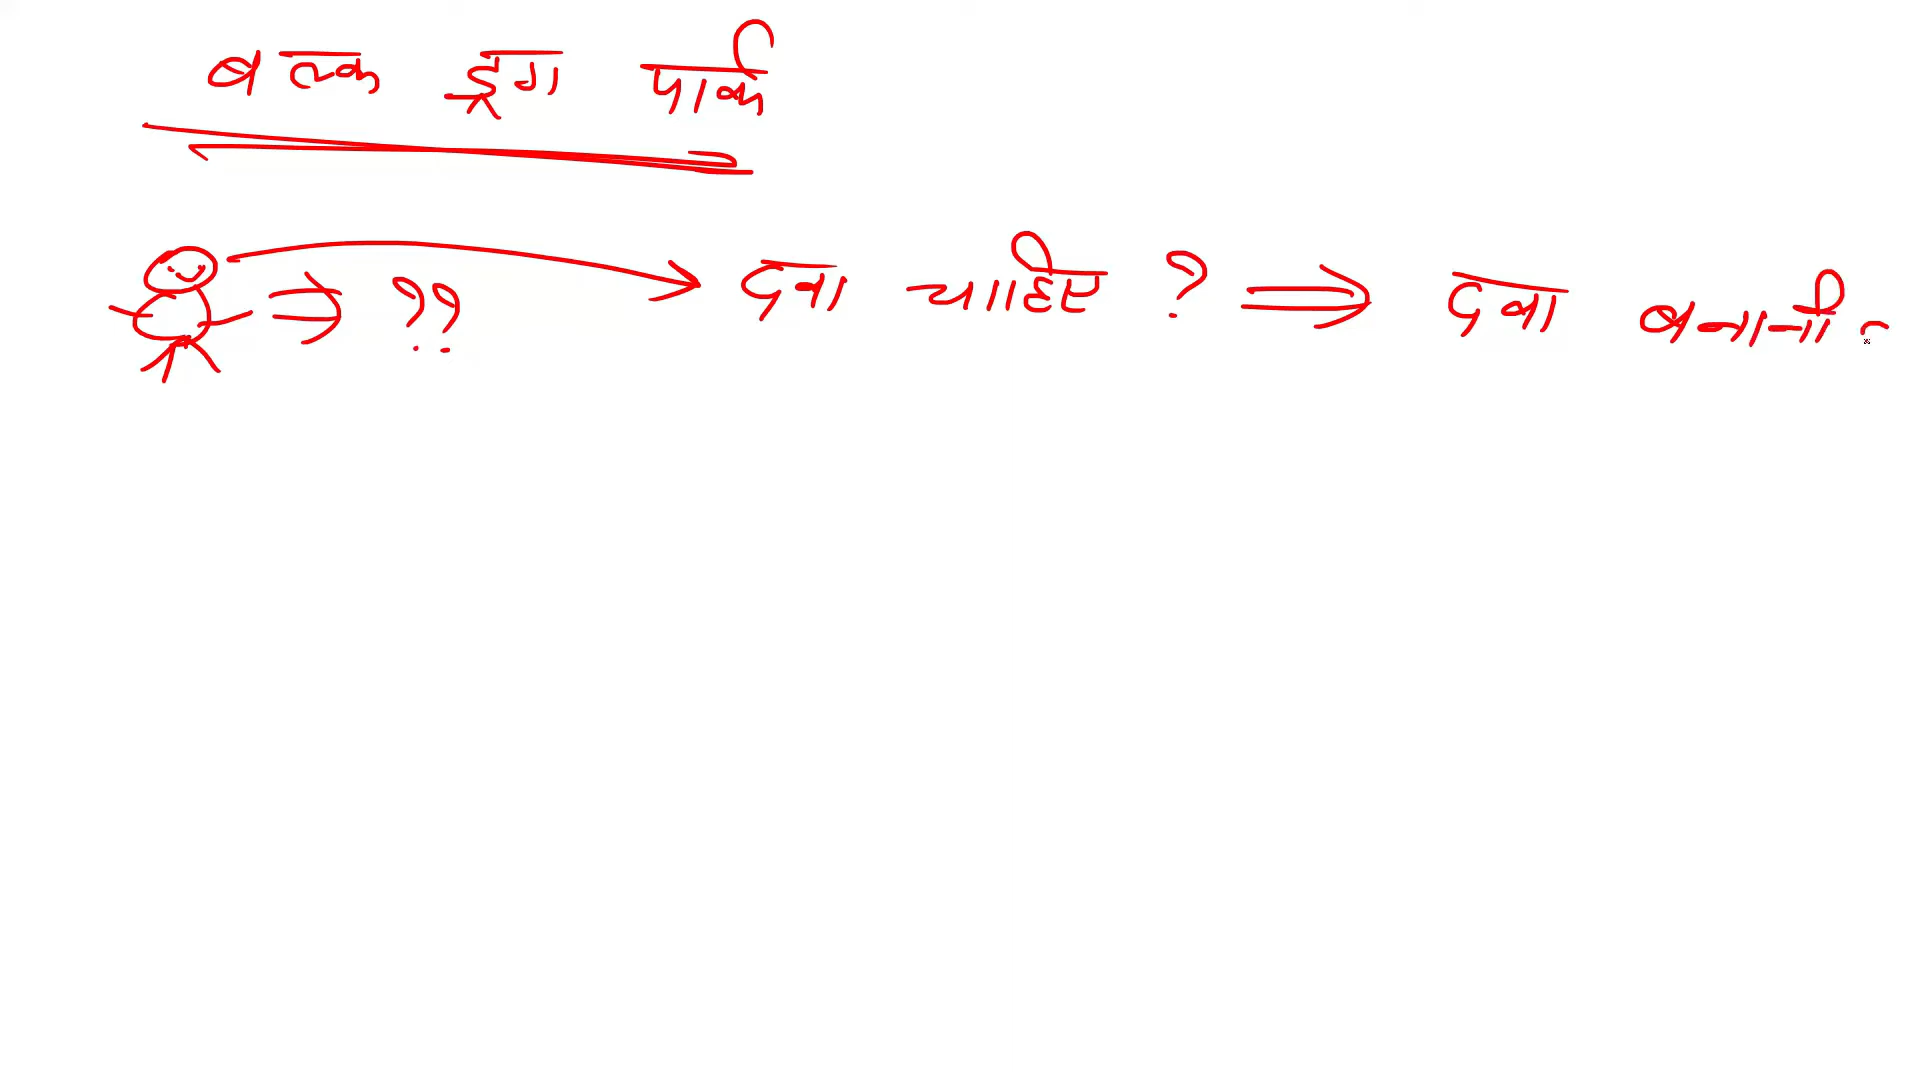 बल्क ड्रग पार्क
?? दवा चाहिए ? दवा बनानी